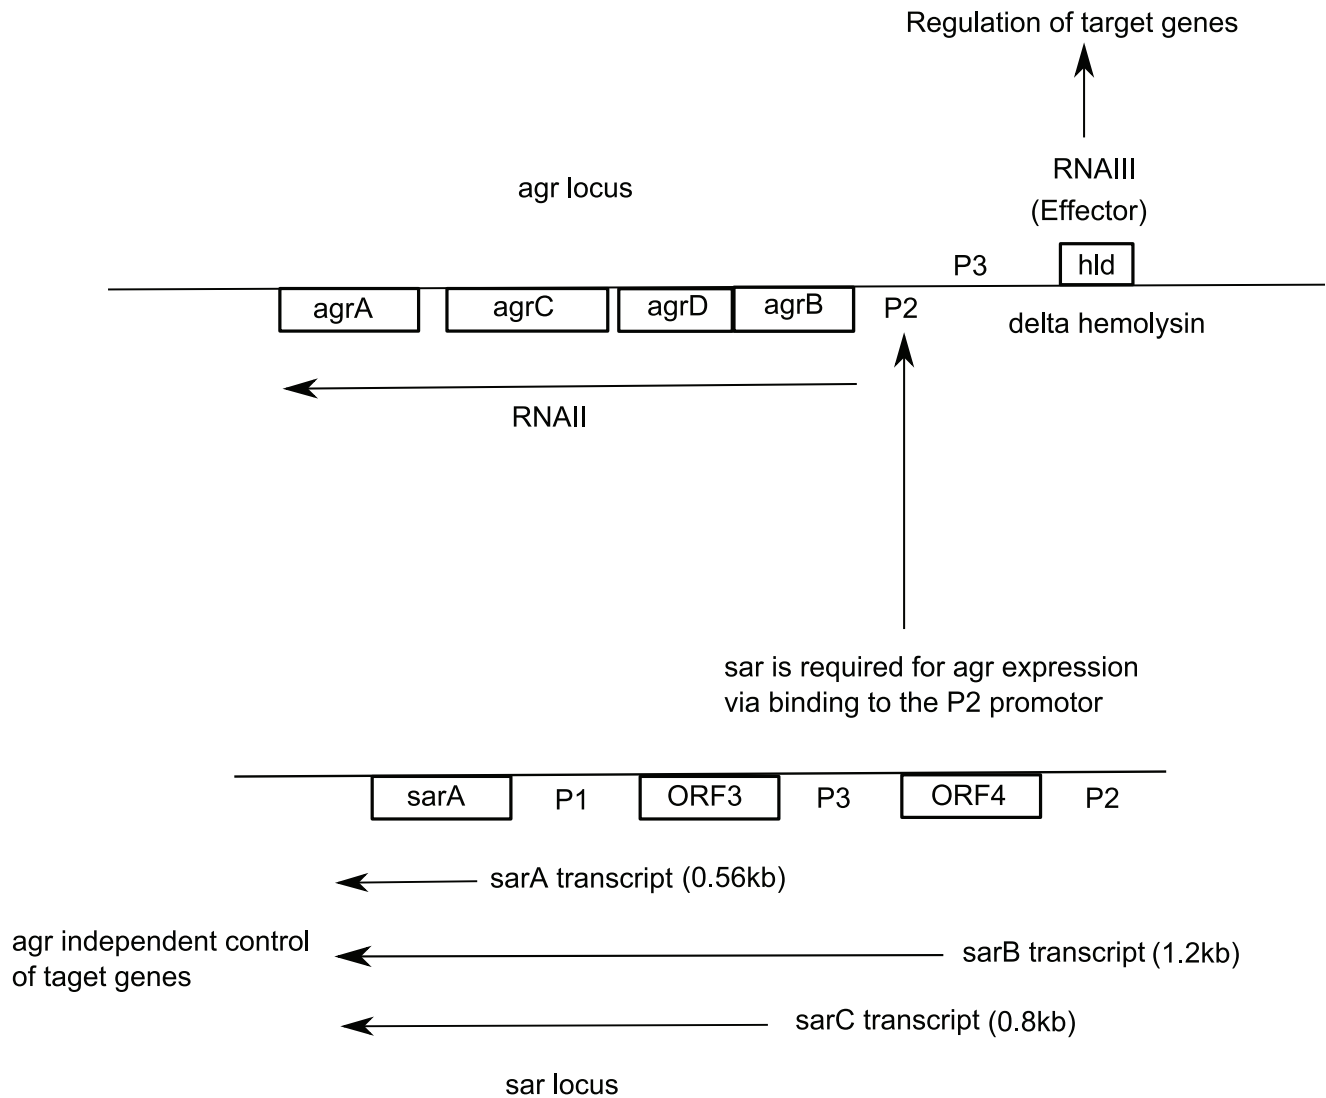 Regulation of target genes
RNAIII
(Effector)
agr locus
P3
hld
agrA
agrC
agrD
agrB
P2
delta hemolysin
RNAII
sar is required for agr expression
via binding to the P2 promotor
sarA
P1
ORF3
P3
ORF4
P2
sarA transcript (0.56kb)
agr independent control
of taget genes
sarB transcript (1.2kb)
sarC transcript (0.8kb)
sar locus